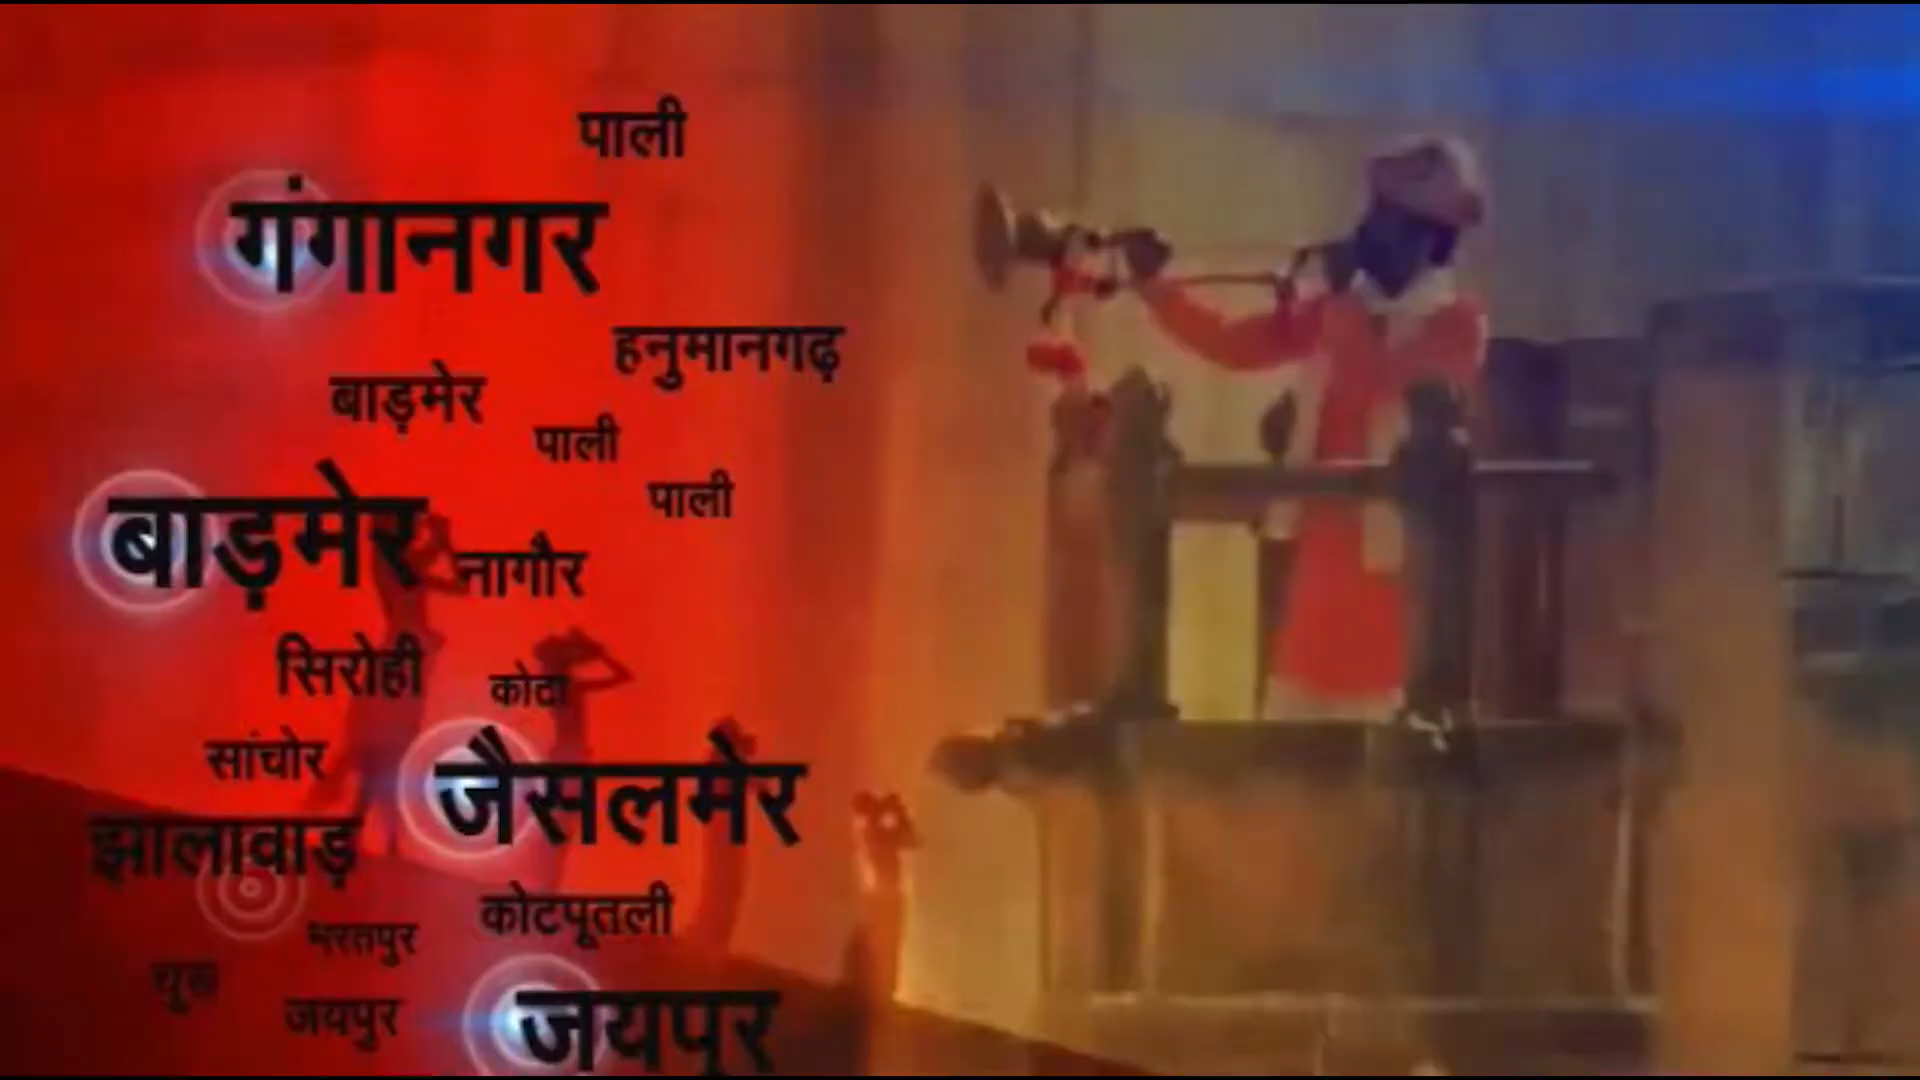 पाली
गंगानगर
हनुमानगढ़
बाड़मेर
पाली
पाली
बाड़मेर
नागौर
सिरोही
कोटा
सांचोर
जैसलमेर
झालावाड़
कोटपूतली
भरतपुर
चुरू
जयपुर
जयपुर